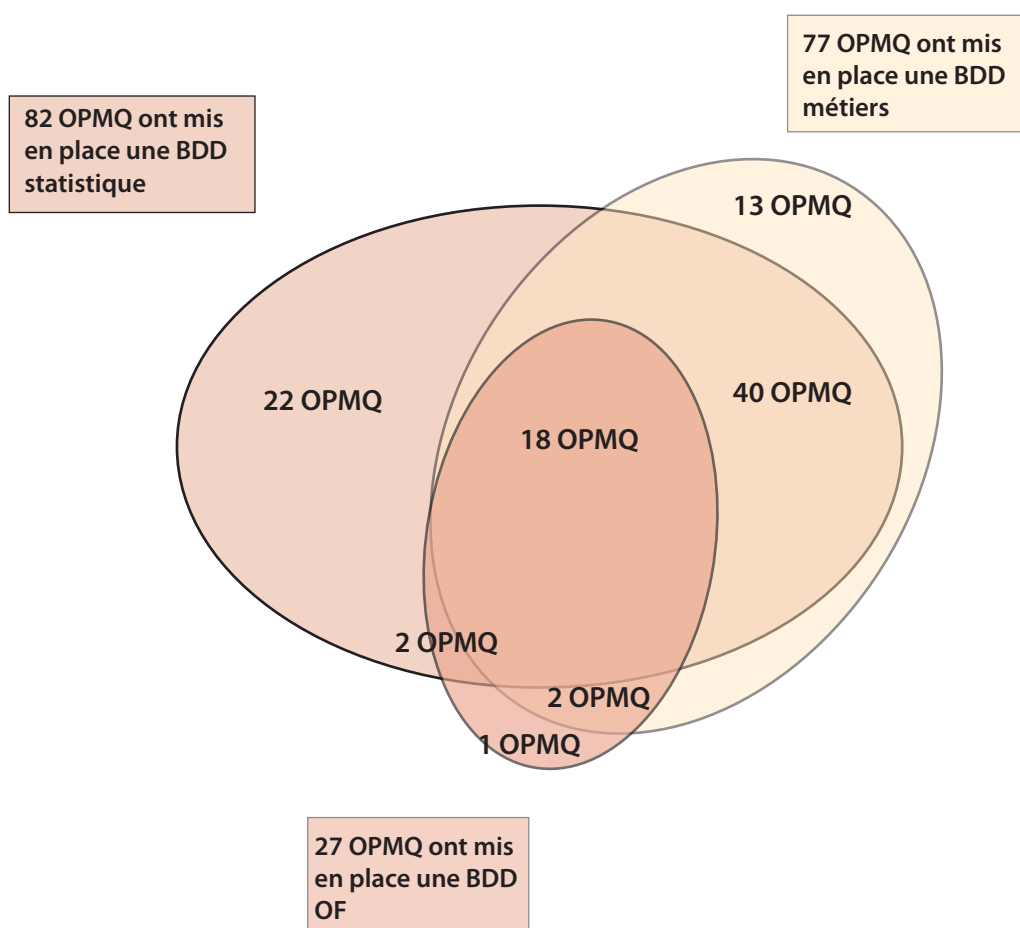 77 OPMQ ont mis
en place une BDD
métiers
82 OPMQ ont mis
en place une BDD
statistique
13 OPMQ
22 OPMQ
40 OPMQ
18 OPMQ
2 OPMQ
2 OPMQ
1 OPMQ
27 OPMQ ont mis
en place une BDD
OF